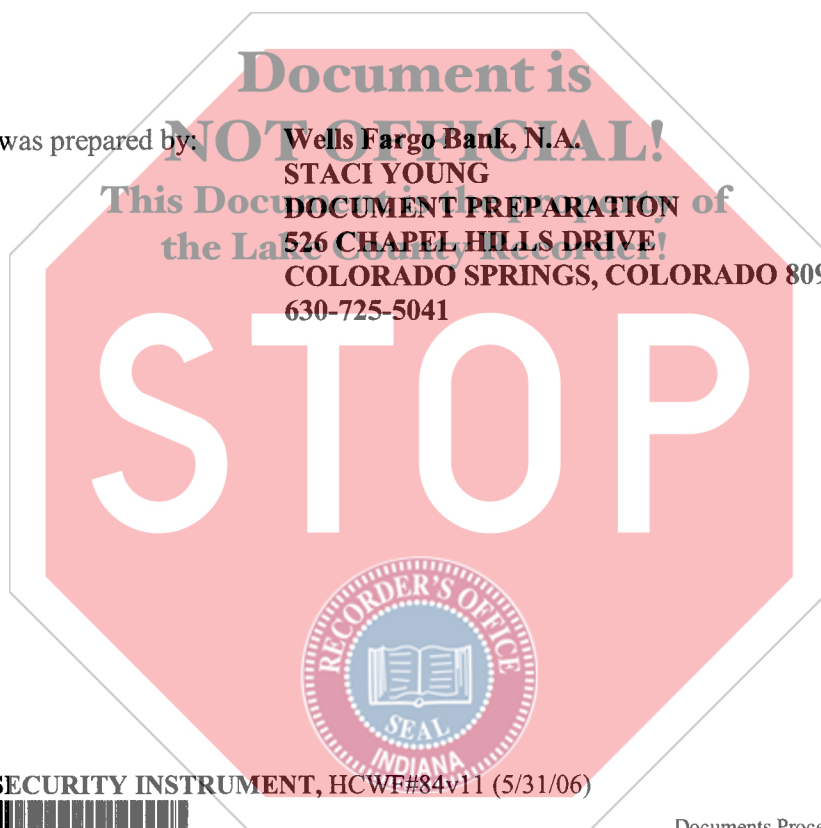 Document is
was prepared by: Wells Fargo Bank, N.A.
NOT OFFICIAL!
STACI YOUNG
This Document is the property of
DOCUMENT PREPARATION
the Lake County Recorder!
526 CHAPEL HILLS DRIVE
COLORADO SPRINGS, COLORADO 809
630-725-5041
STOP
RECORDER'S OFFICE
SEAL
INDIANA
SECURITY INSTRUMENT, HCWF#84v11 (5/31/06)
Documents Proce